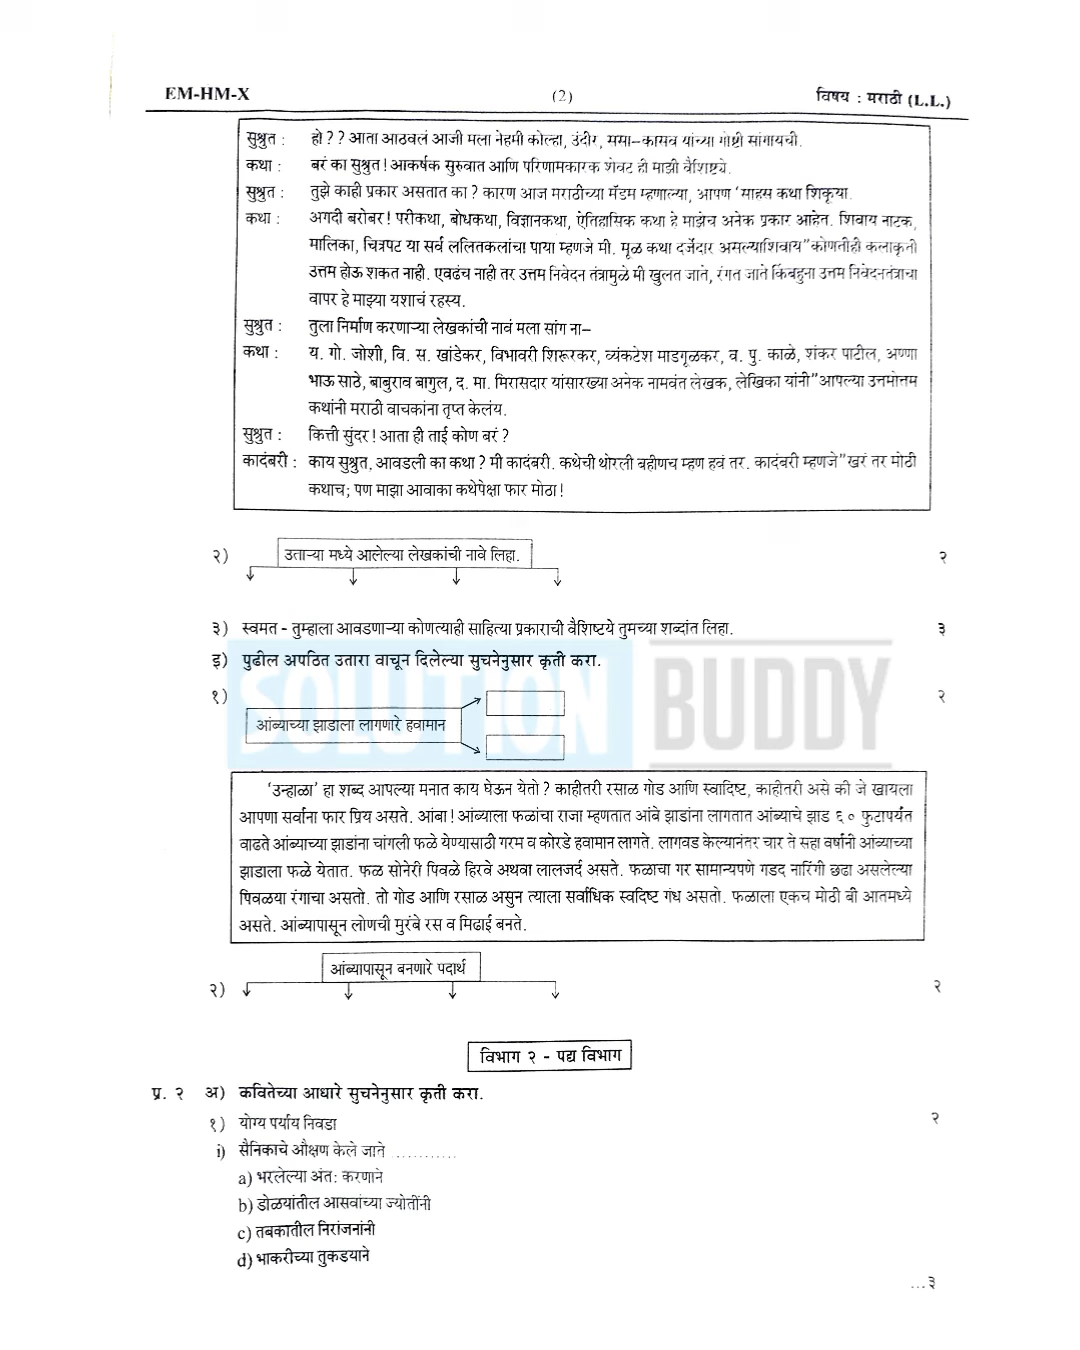 EM-HM-X
(2)
विषय : मराठी (L.L.)
सुश्रुत : हो ? ? आता आठवलं आजी मला नेहमी कोल्हा, उंदीर, ससा–कासव यांच्या गोष्टी सांगायची.
कथा : बरं का सुश्रुत ! आकर्षक सुरुवात आणि परिणामकारक शेवट ही माझी वैशिष्ट्ये.
सुश्रुत : तुझे काही प्रकार असतात का ? कारण आज मराठीच्या मॅडम म्हणाल्या, आपण ‘माहस कथा शिकूया.
कथा : अगदी बरोबर ! परीकथा, बोधकथा, विज्ञानकथा, ऐतिहासिक कथा हे माझेच अनेक प्रकार आहेत. शिवाय नाटक,
मालिका, चित्रपट या सर्व ललितकलांचा पाया म्हणजे मी. मूळ कथा दर्जेदार असल्याशिवाय” कोणतीही कलाकृती
उत्तम होऊ शकत नाही. एवढंच नाही तर उत्तम निवेदन तंत्रामुळे मी खुलत जाते, रंगत जाते किंबहुना उत्तम निवेदनतंत्राचा
वापर हे माझ्या यशाचं रहस्य.
सुश्रुत : तुला निर्माण करणाऱ्या लेखकांची नावं मला सांग ना–
कथा : य. गो. जोशी, वि. स. खांडेकर, विभावरी शिरूरकर, व्यंकटेश माडगूळकर, व. पु. काळे, शंकर पाटील, अण्णा
भाऊ साठे, बाबुराव बागुल, द. मा. मिरासदार यांसारख्या अनेक नामवंत लेखक, लेखिका यांनी” आपल्या उत्तमोत्तम
कथांनी मराठी वाचकांना तृप्त केलंय.
सुश्रुत : कित्ती सुंदर ! आता ही ताई कोण बरं ?
कादंबरी : काय सुश्रुत, आवडली का कथा ? मी कादंबरी. कथेची थोरली बहीणच म्हण हवं तर. कादंबरी म्हणजे” खरं तर मोठी
कथाच; पण माझा आवाका कथेपेक्षा फार मोठा !
२) उताऱ्या मध्ये आलेल्या लेखकांची नावे लिहा. २
३) स्वमत - तुम्हाला आवडणाऱ्या कोणत्याही साहित्या प्रकाराची वैशिष्टये तुमच्या शब्दांत लिहा. ३
इ) पुढील अपठित उतारा वाचून दिलेल्या सुचनेनुसार कृती करा.
१) २
आंब्याच्या झाडाला लागणारे हवामान
SOLUTION BUDDY
‘उन्हाळा’ हा शब्द आपल्या मनात काय घेऊन येतो ? काहीतरी रसाळ गोड आणि स्वादिष्ट, काहीतरी असे की जे खायला
आपणा सर्वांना फार प्रिय असते. आंबा ! आंब्याला फळांचा राजा म्हणतात आंबे झाडांना लागतात आंब्याचे झाड ६० फुटापर्यंत
वाढते आंब्याच्या झाडांना चांगली फळे येण्यासाठी गरम व कोरडे हवामान लागते. लागवड केल्यानंतर चार ते सहा वर्षांनी आंब्याच्या
झाडाला फळे येतात. फळ सोनेरी पिवळे हिरवे अथवा लालजर्द असते. फळाचा गर सामान्यपणे गडद नारिंगी छढा असलेल्या
पिवळया रंगाचा असतो. तो गोड आणि रसाळ असुन त्याला सर्वाधिक स्वदिष्ट गंध असतो. फळाला एकच मोठी बी आतमध्ये
असते. आंब्यापासून लोणची मुरंबे रस व मिढाई बनते.
आंब्यापासून बनणारे पदार्थ
२) २
विभाग २ - पद्य विभाग
प्र. २ अ) कवितेच्या आधारे सुचनेनुसार कृती करा.
१) योग्य पर्याय निवडा २
i) सैनिकाचे औक्षण केले जाते ............
a) भरलेल्या अंत: करणाने
b) डोळयांतील आसवांच्या ज्योतींनी
c) तबकातील निरांजनांनी
d) भाकरीच्या तुकडयाने
...३